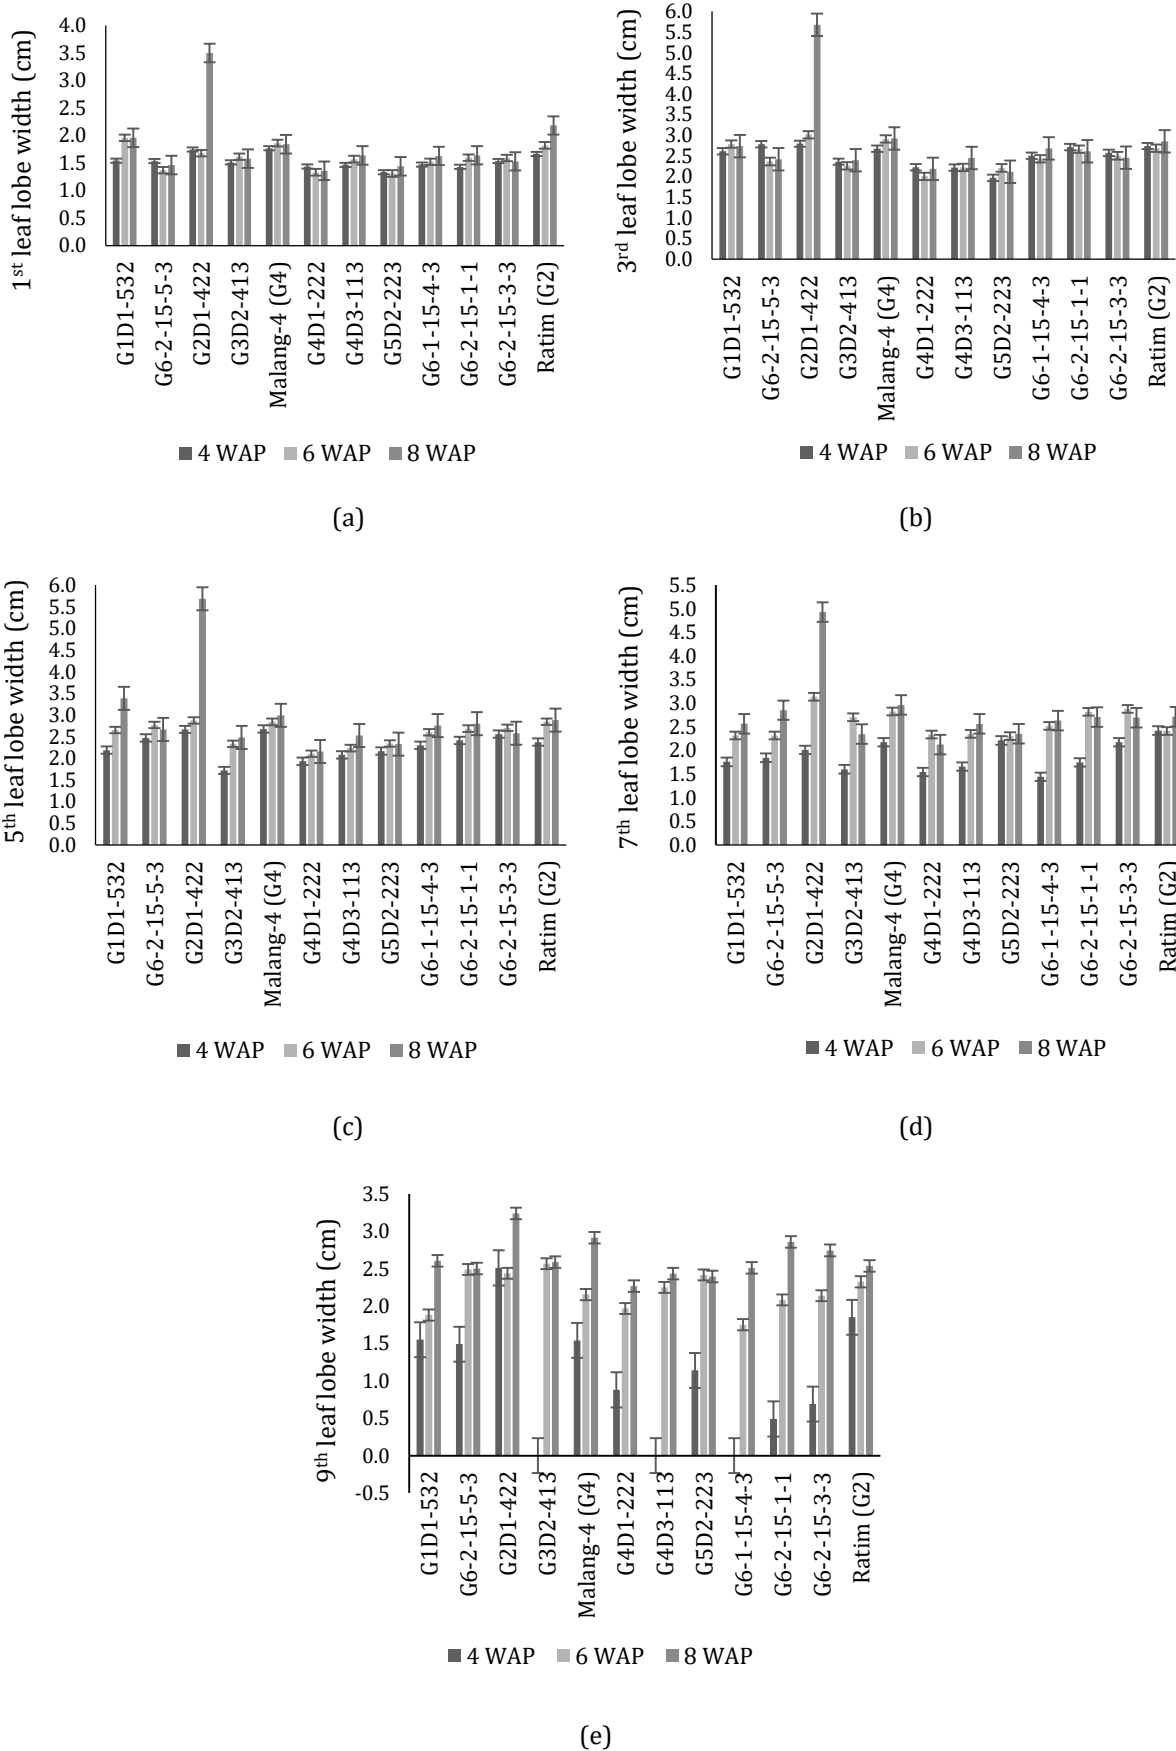 1st leaf lobe width (cm)
4.0
3.5
3.0
2.5
2.0
1.5
1.0
0.5
0.0
G1D1-532
G6-2-15-5-3
G2D1-422
G3D2-413
Malang-4 (G4)
G4D1-222
G4D3-113
G5D2-223
G6-1-15-4-3
G6-2-15-1-1
G6-2-15-3-3
Ratim (G2)
4 WAP 6 WAP 8 WAP
(a)
3rd leaf lobe width (cm)
6.0
5.5
5.0
4.5
4.0
3.5
3.0
2.5
2.0
1.5
1.0
0.5
0.0
G1D1-532
G6-2-15-5-3
G2D1-422
G3D2-413
Malang-4 (G4)
G4D1-222
G4D3-113
G5D2-223
G6-1-15-4-3
G6-2-15-1-1
G6-2-15-3-3
Ratim (G2)
4 WAP 6 WAP 8 WAP
(b)
5th leaf lobe width (cm)
6.0
5.5
5.0
4.5
4.0
3.5
3.0
2.5
2.0
1.5
1.0
0.5
0.0
G1D1-532
G6-2-15-5-3
G2D1-422
G3D2-413
Malang-4 (G4)
G4D1-222
G4D3-113
G5D2-223
G6-1-15-4-3
G6-2-15-1-1
G6-2-15-3-3
Ratim (G2)
4 WAP 6 WAP 8 WAP
(c)
7th leaf lobe width (cm)
5.5
5.0
4.5
4.0
3.5
3.0
2.5
2.0
1.5
1.0
0.5
0.0
G1D1-532
G6-2-15-5-3
G2D1-422
G3D2-413
Malang-4 (G4)
G4D1-222
G4D3-113
G5D2-223
G6-1-15-4-3
G6-2-15-1-1
G6-2-15-3-3
Ratim (G2)
4 WAP 6 WAP 8 WAP
(d)
9th leaf lobe width (cm)
3.5
3.0
2.5
2.0
1.5
1.0
0.5
0.0
-0.5
G1D1-532
G6-2-15-5-3
G2D1-422
G3D2-413
Malang-4 (G4)
G4D1-222
G4D3-113
G5D2-223
G6-1-15-4-3
G6-2-15-1-1
G6-2-15-3-3
Ratim (G2)
4 WAP 6 WAP 8 WAP
(e)